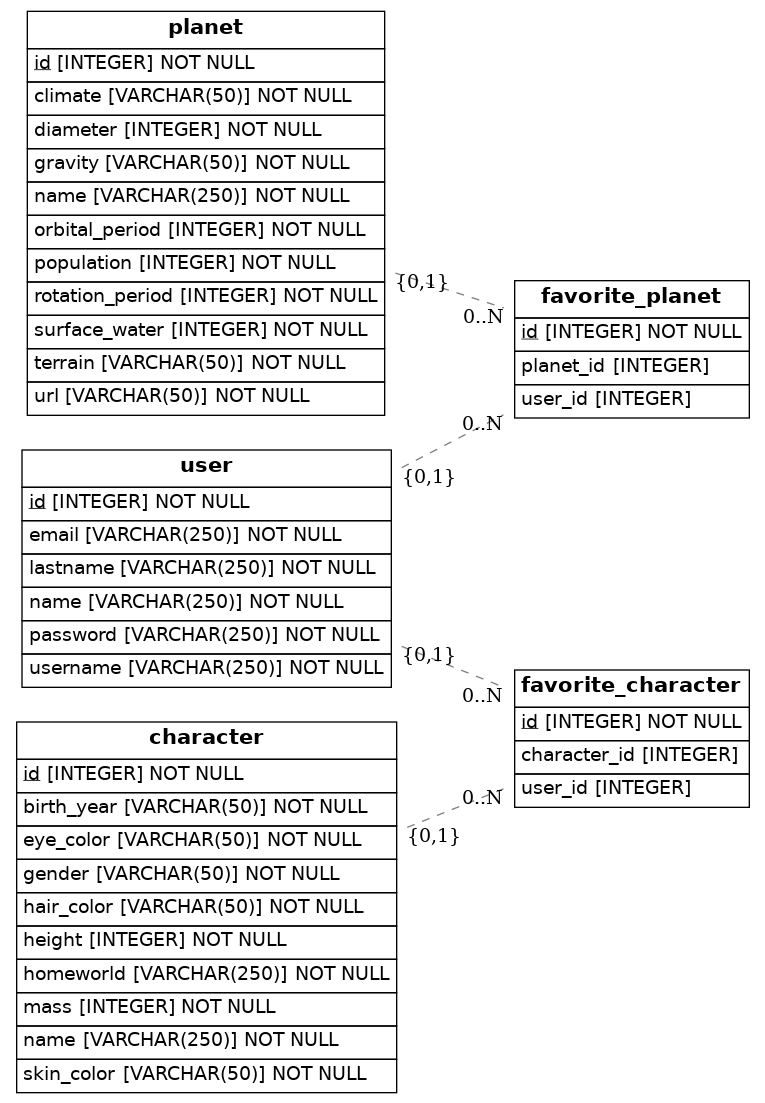 planet
id [INTEGER] NOT NULL
climate [VARCHAR(50)] NOT NULL
diameter [INTEGER] NOT NULL
gravity [VARCHAR(50)] NOT NULL
name [VARCHAR(250)] NOT NULL
orbital_period [INTEGER] NOT NULL
population [INTEGER] NOT NULL
rotation_period [INTEGER] NOT NULL
surface_water [INTEGER] NOT NULL
terrain [VARCHAR(50)] NOT NULL
url [VARCHAR(50)] NOT NULL
{0,1}
0..N
favorite_planet
id [INTEGER] NOT NULL
planet_id [INTEGER]
user_id [INTEGER]
0..N
{0,1}
user
id [INTEGER] NOT NULL
email [VARCHAR(250)] NOT NULL
lastname [VARCHAR(250)] NOT NULL
name [VARCHAR(250)] NOT NULL
password [VARCHAR(250)] NOT NULL
username [VARCHAR(250)] NOT NULL
{0,1}
0..N
favorite_character
id [INTEGER] NOT NULL
character_id [INTEGER]
user_id [INTEGER]
0..N
{0,1}
character
id [INTEGER] NOT NULL
birth_year [VARCHAR(50)] NOT NULL
eye_color [VARCHAR(50)] NOT NULL
gender [VARCHAR(50)] NOT NULL
hair_color [VARCHAR(50)] NOT NULL
height [INTEGER] NOT NULL
homeworld [VARCHAR(250)] NOT NULL
mass [INTEGER] NOT NULL
name [VARCHAR(250)] NOT NULL
skin_color [VARCHAR(50)] NOT NULL